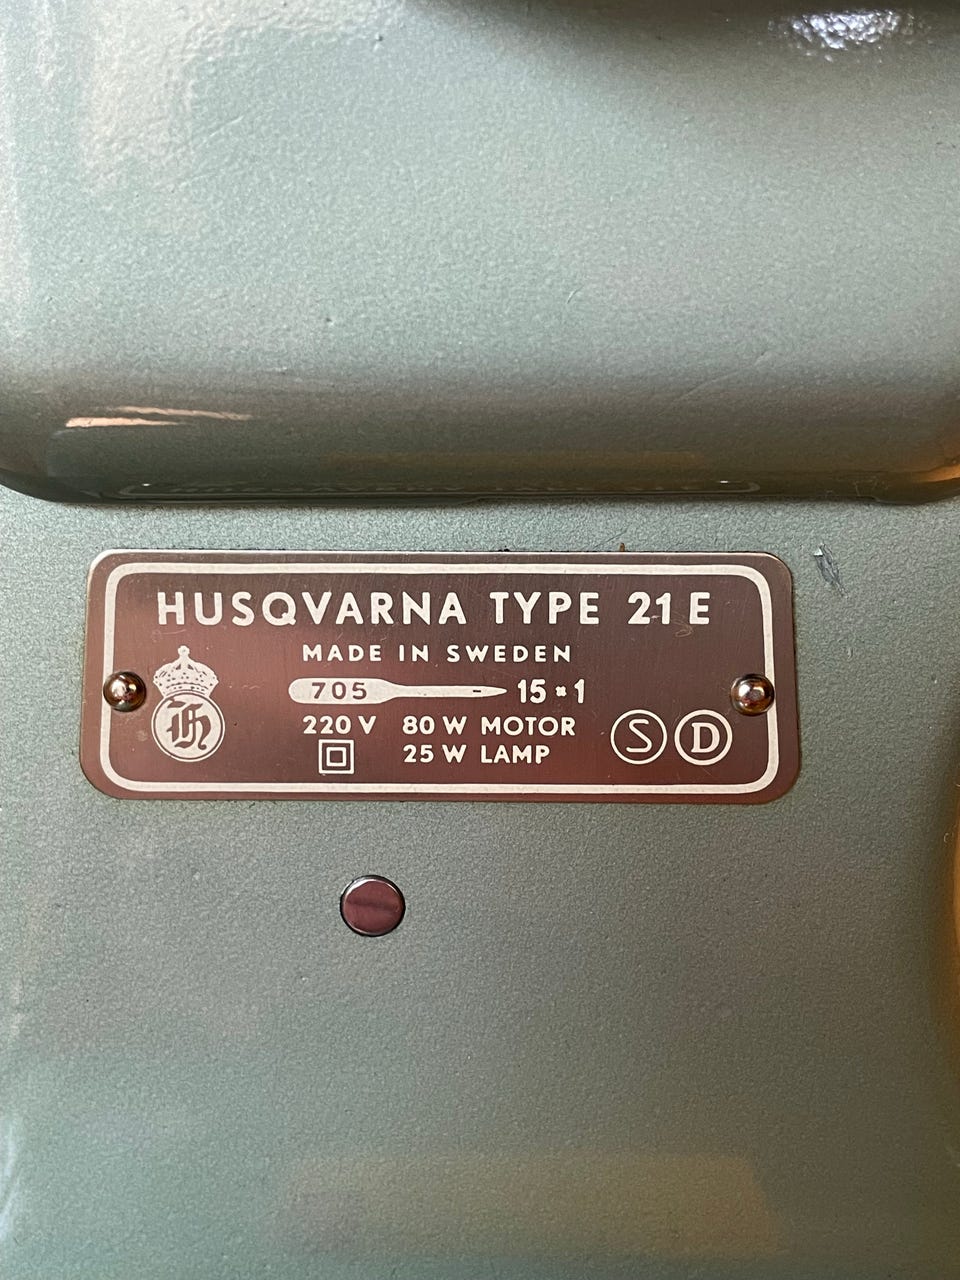 HUSQVARNA TYPE 21 E
MADE IN SWEDEN
705 15×1
220 V 80 W MOTOR
25 W LAMP
H
S D